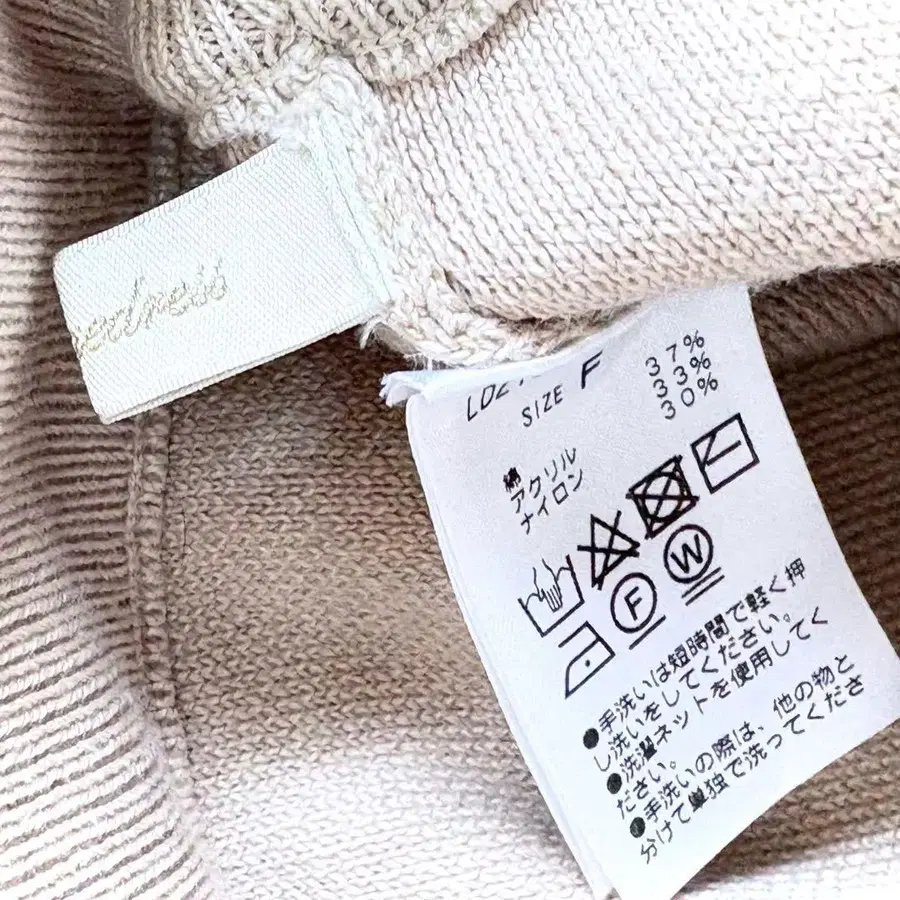 SIZE F
綿 37%
アクリル 33%
ナイロン 30%
F W
●手洗いは短時間で軽く押
し洗いをしてください。
●洗濯ネットを使用してく
ださい。
●手洗いの際は、他の物と
分けて単独で洗ってくださ